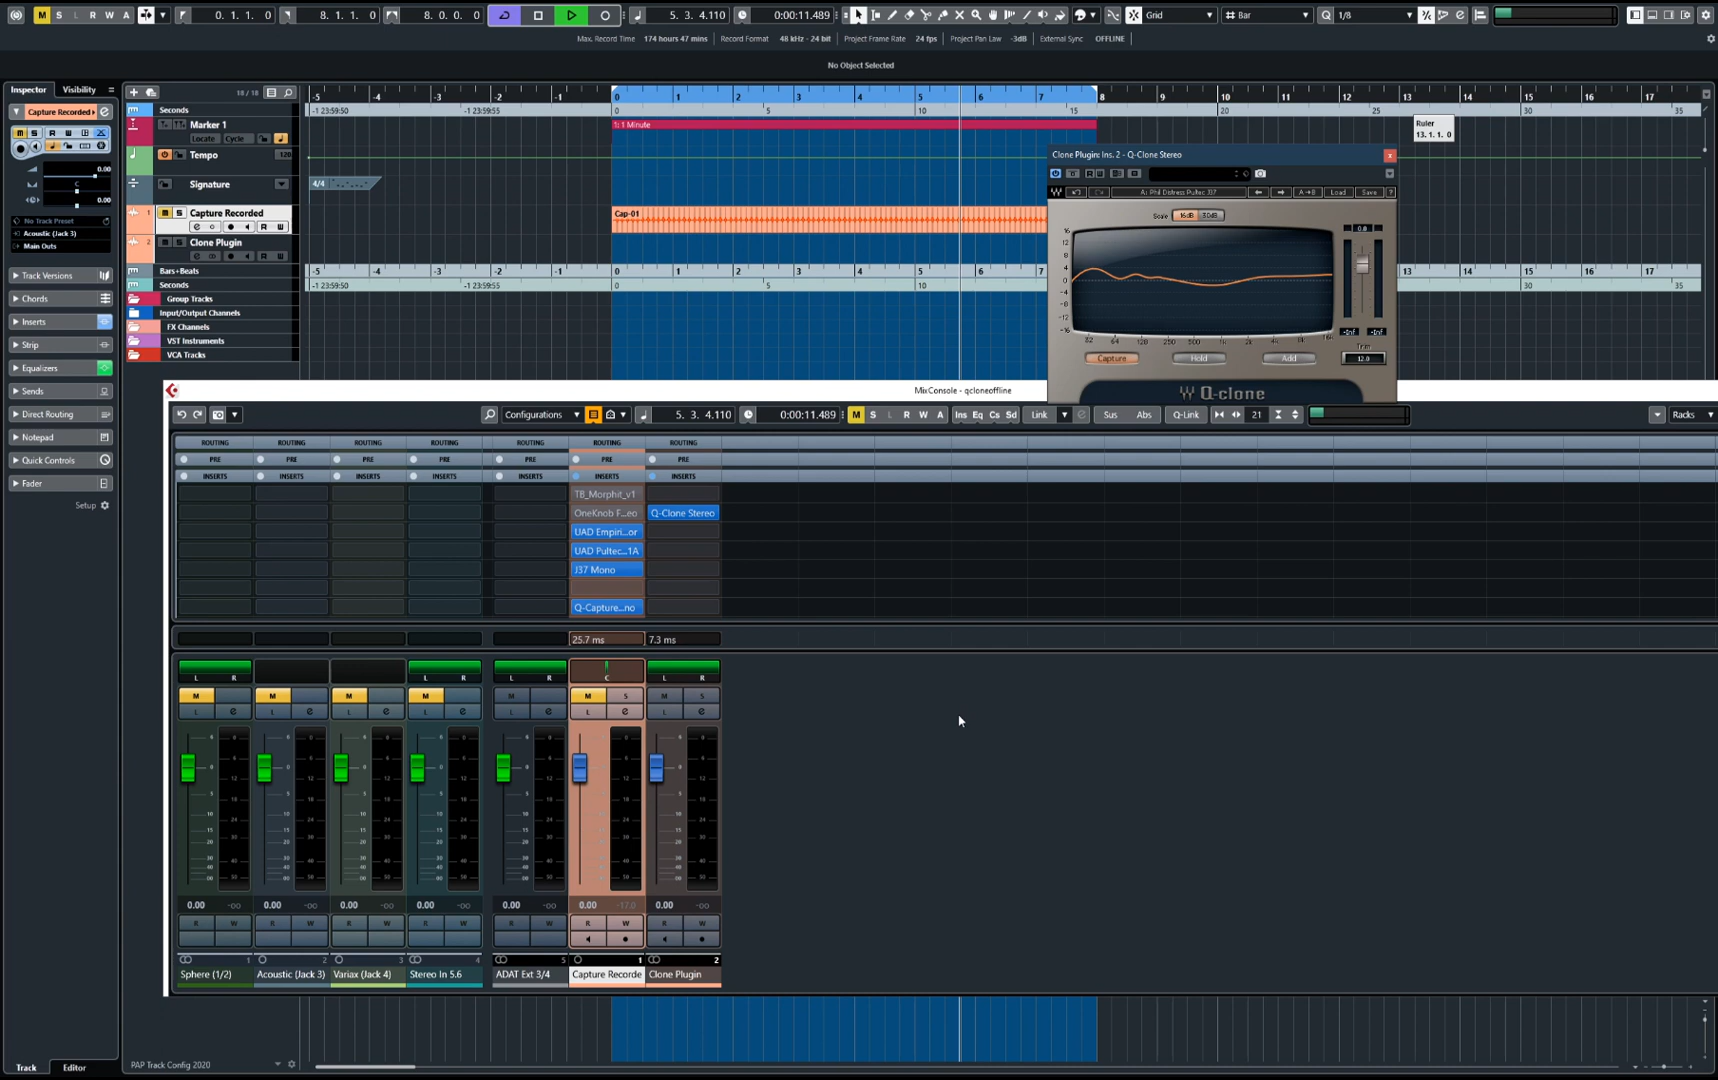 M S L R W A
0. 1. 1. 0
8. 1. 1. 0
8. 0. 0. 0
5. 3. 4.110
0:00:11.489
Grid
Bar
Q 1/8
Max. Record Time 174 hours 47 mins Record Format 48 kHz - 24 bit Project Frame Rate 24 fps Project Pan Law -3dB External Sync OFFLINE
No Object Selected
Inspector Visibility
18 / 18
-5 -4 -3 -2 -1 0 1 2 3 4 5 6 7 8 9 10 11 12 13 14 15 16 17
Capture Recorded
Seconds
-1 23:59:50 -1 23:59:55 0 5 10 15 20 25 30 35
Marker 1
1: 1 Minute
Ruler
13. 1. 1. 0
Locate Cycle
Tempo 120
Signature
4/4
0.00
C
0.00
No Track Preset
Acoustic (Jack 3)
Main Outs
1 M S Capture Recorded
R W
Cap-01
2 M S Clone Plugin
R W
Bars+Beats
-5 -4 -3 -2 -1 0 1 2 3 4 5 6 7 13 14 15 16 17
Seconds
-1 23:59:50 -1 23:59:55 0 5 10 30 35
Group Tracks
Input/Output Channels
FX Channels
VST Instruments
VCA Tracks
Track Versions
Chords
Inserts
Strip
Equalizers
Sends
Direct Routing
Notepad
Quick Controls
Fader
Setup
Clone Plugin: Ins. 2 - Q-Clone Stereo
A: Phil Distress Pultec J37
A->B Load Save ?
Scale 16dB 30dB
0.0
16
12
8
4
0
-4
-8
-12
-16
32 64 128 250 500 1k 2k 4k 8k 16k
-Inf -Inf
Trim
12.0
Capture Hold Add
Q-clone
MixConsole - qcloneoffline
Configurations
5. 3. 4.110
0:00:11.489
M S L R W A
Ins Eq Cs Sd
Link
Sus Abs
Q-Link
21
Racks
ROUTING ROUTING ROUTING ROUTING ROUTING ROUTING ROUTING
PRE PRE PRE PRE PRE PRE PRE
INSERTS INSERTS INSERTS INSERTS INSERTS INSERTS INSERTS
TB_Morphit_v1
OneKnob F...eo Q-Clone Stereo
UAD Empiri...or
UAD Pultec...1A
J37 Mono
Q-Capture...no
25.7 ms 7.3 ms
L R L R L R C L R
M M M M M S M S M S
0.00 -oo 0.00 -oo 0.00 -oo 0.00 -oo 0.00 -oo 0.00 -17.0 0.00 -oo
R W R W R W R W R W R W R W
1 2 3 4 5 1 2
Sphere (1/2) Acoustic (Jack 3) Variax (Jack 4) Stereo In 5.6 ADAT Ext 3/4 Capture Recorde Clone Plugin
Track Editor
PAP Track Config 2020